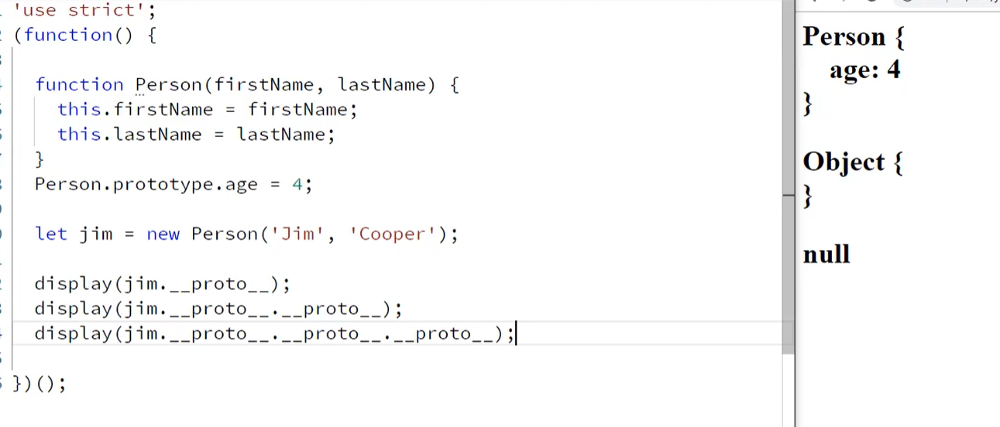 'use strict';
(function() {
function Person(firstName, lastName) {
this.firstName = firstName;
this.lastName = lastName;
}
Person.prototype.age = 4;
let jim = new Person('Jim', 'Cooper');
display(jim.__proto__);
display(jim.__proto__.__proto__);
display(jim.__proto__.__proto__.__proto__);
})();
Person {
age: 4
}
Object {
}
null